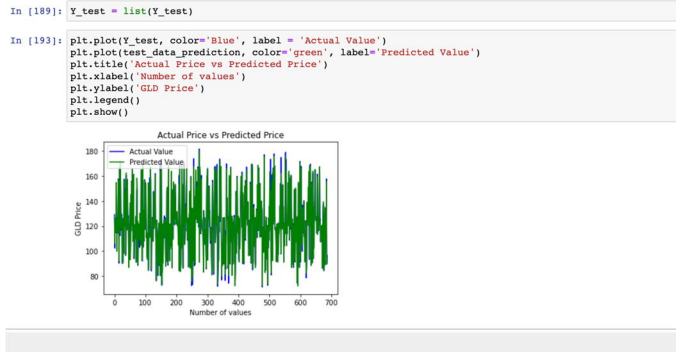 In [189]: Y_test = list(Y_test)
In [193]: plt.plot(Y_test, color='Blue', label = 'Actual Value')
plt.plot(test_data_prediction, color='green', label='Predicted Value')
plt.title('Actual Price vs Predicted Price')
plt.xlabel('Number of values')
plt.ylabel('GLD Price')
plt.legend()
plt.show()
Actual Price vs Predicted Price
Actual Value
Predicted Value
GLD Price
180
160
140
120
100
80
0 100 200 300 400 500 600 700
Number of values